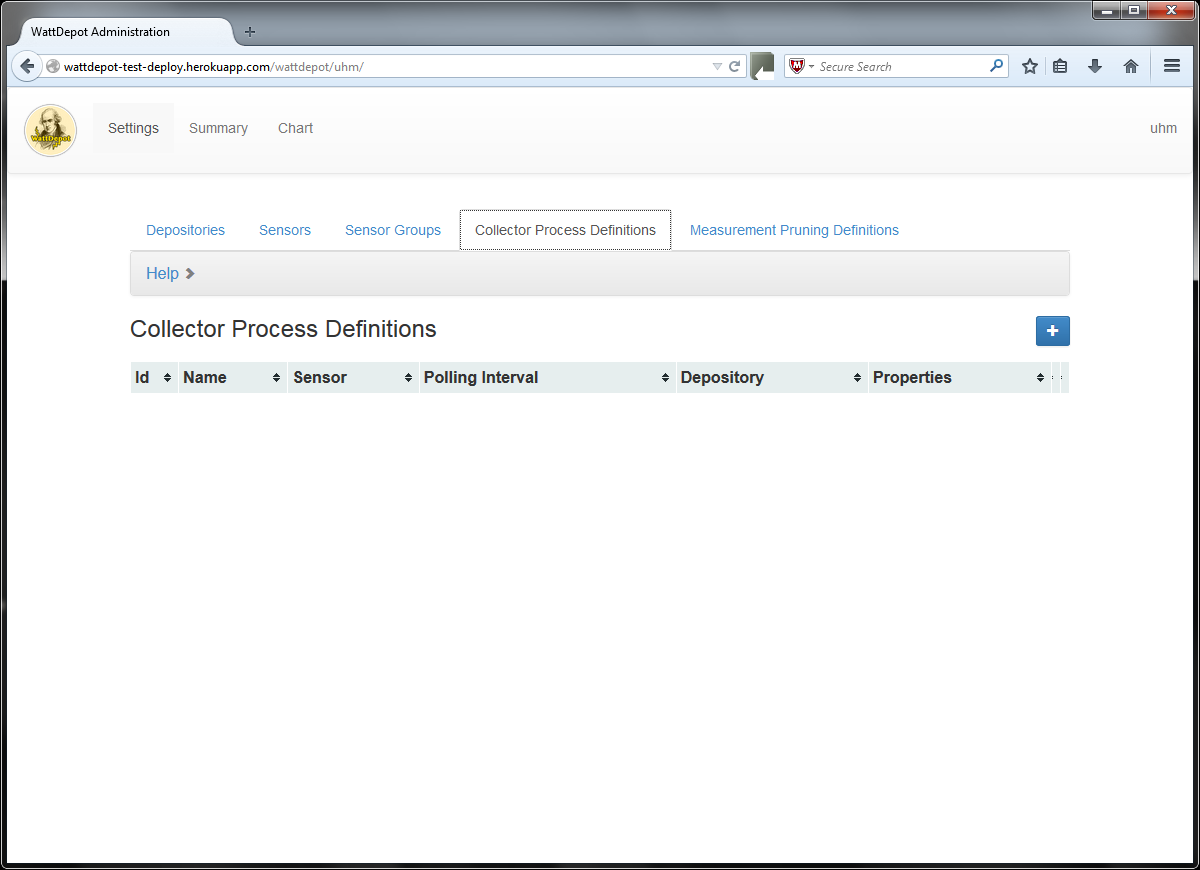 WattDepot Administration
wattdepot-test-deploy.herokuapp.com/wattdepot/uhm/
Secure Search
WattDepot
Settings Summary Chart uhm
Depositories Sensors Sensor Groups Collector Process Definitions Measurement Pruning Definitions
Help
Collector Process Definitions
+
Id Name Sensor Polling Interval Depository Properties